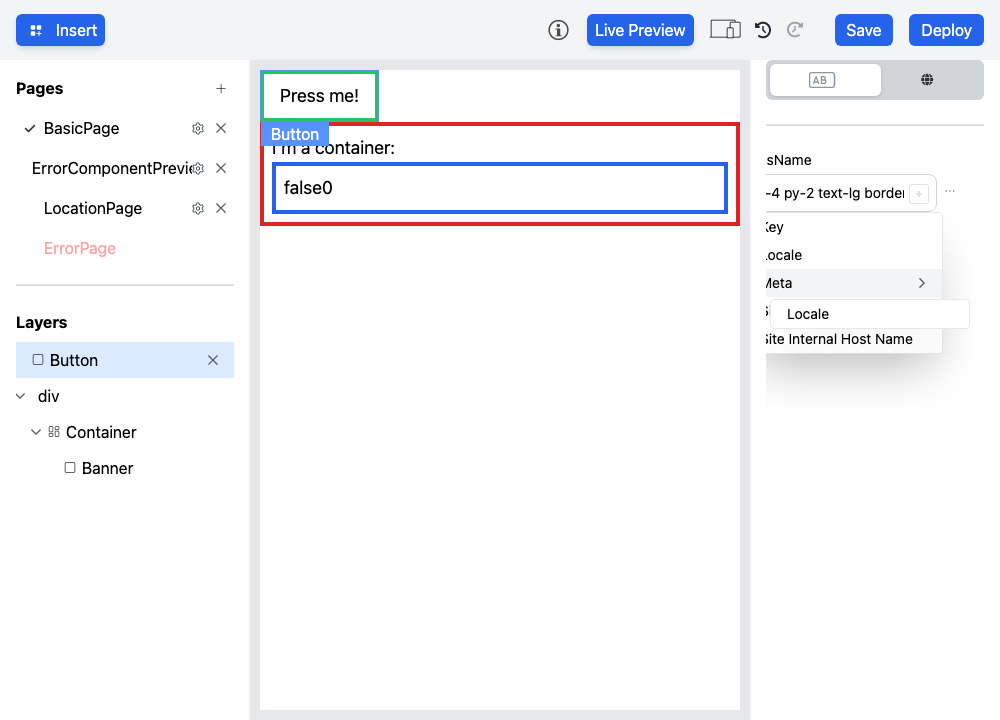 Insert
Live Preview
Save
Deploy
Pages
BasicPage
ErrorComponentPrevie
LocationPage
ErrorPage
Layers
Button
div
Container
Banner
Press me!
Button
I'm a container:
false0
AB
sName
-4 py-2 text-lg border
Key
Locale
Meta
Locale
Site Internal Host Name